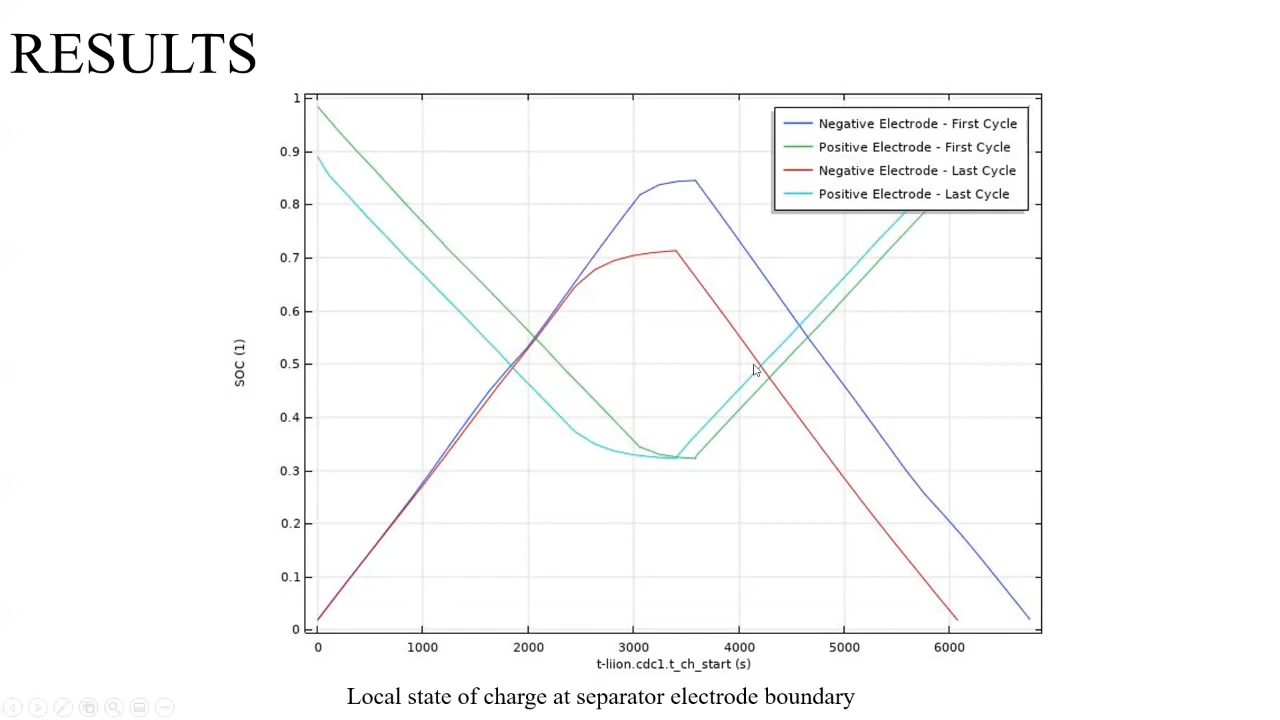 RESULTS
1
0.9
0.8
0.7
0.6
0.5
0.4
0.3
0.2
0.1
0
SOC (1)
Negative Electrode - First Cycle
Positive Electrode - First Cycle
Negative Electrode - Last Cycle
Positive Electrode - Last Cycle
0 1000 2000 3000 4000 5000 6000
t-liion.cdc1.t_ch_start (s)
Local state of charge at separator electrode boundary